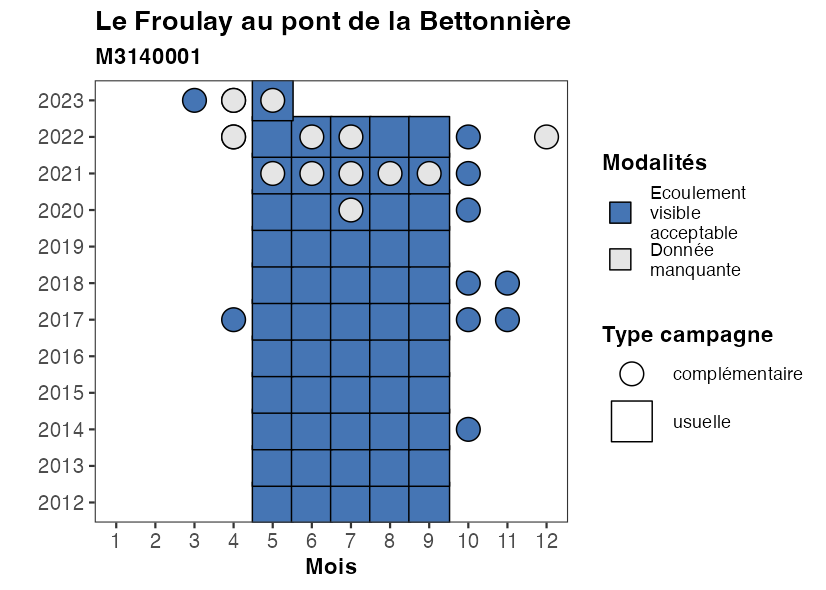 Le Froulay au pont de la Bettonnière
M3140001
2023
2022
2021
2020
2019
2018
2017
2016
2015
2014
2013
2012
1 2 3 4 5 6 7 8 9 10 11 12
Mois
Modalités
Ecoulement
visible
acceptable
Donnée
manquante
Type campagne
complémentaire
usuelle